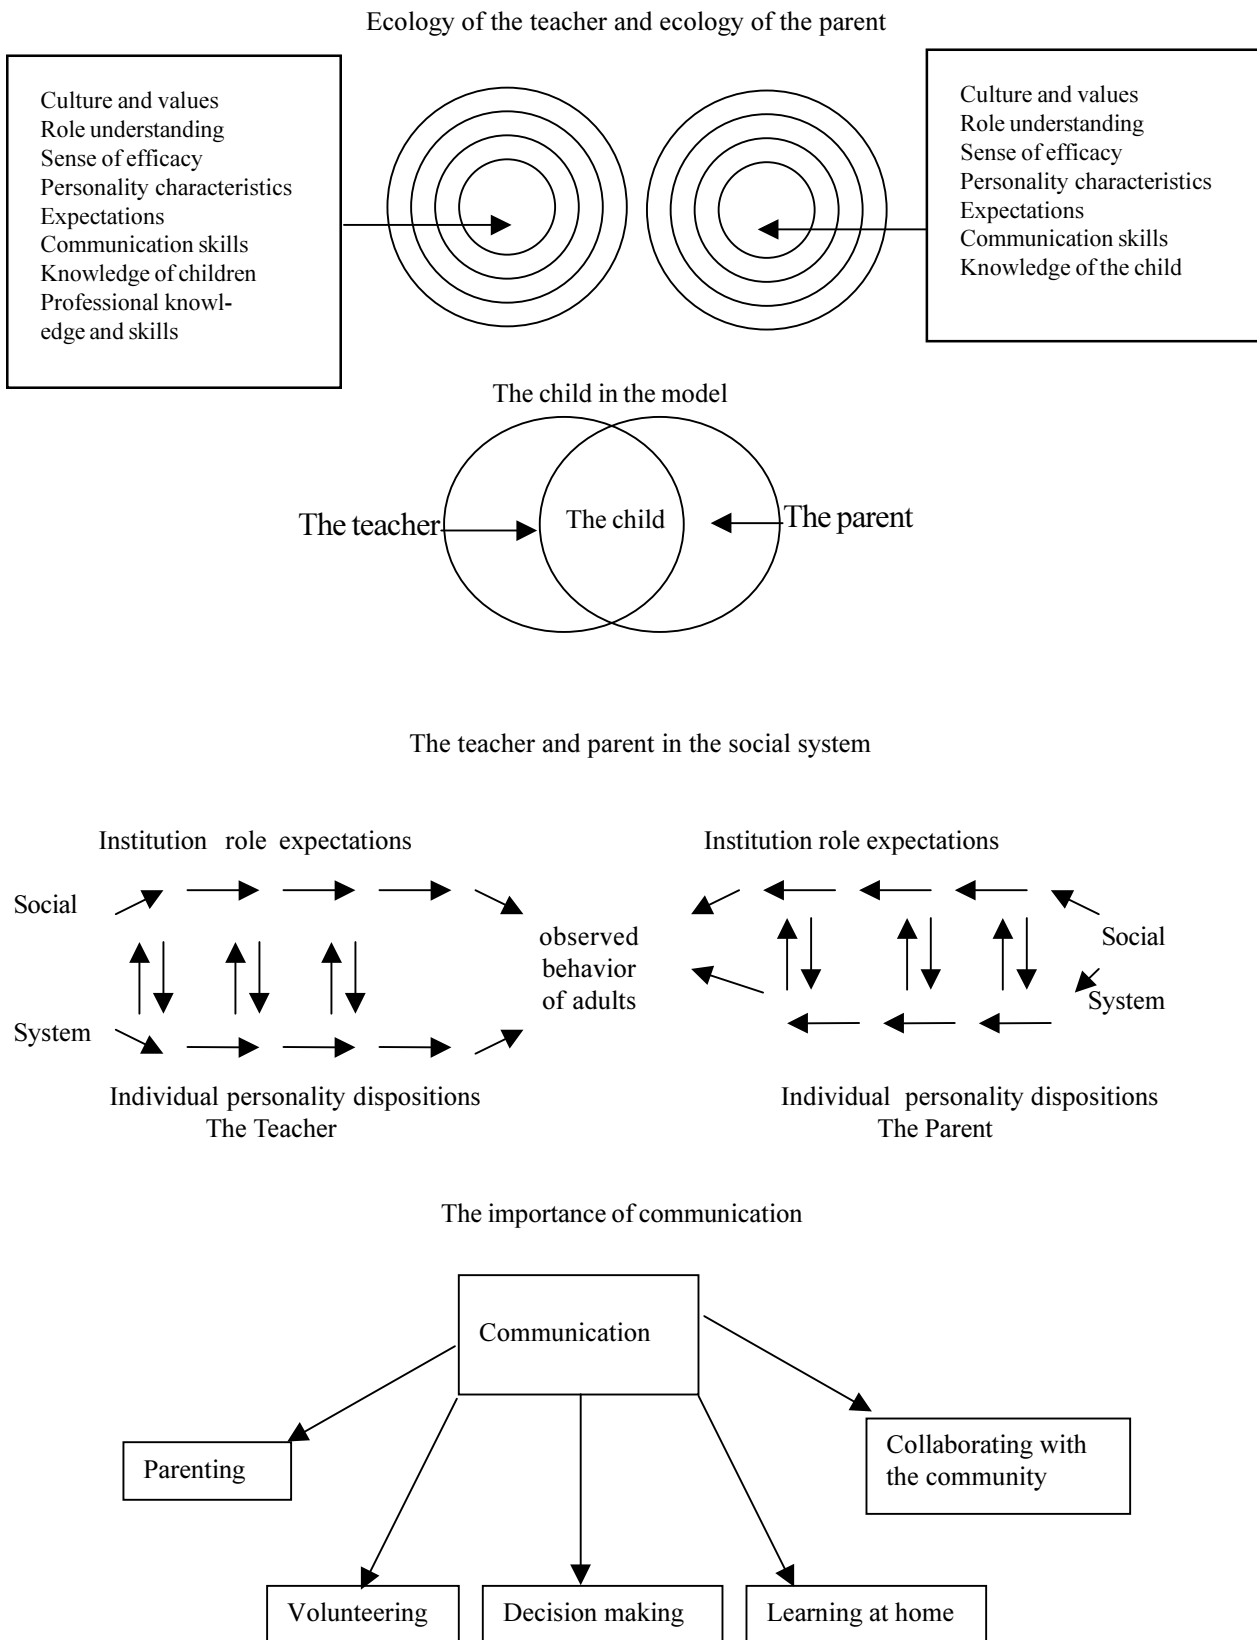 Ecology of the teacher and ecology of the parent
Culture and values
Role understanding
Sense of efficacy
Personality characteristics
Expectations
Communication skills
Knowledge of children
Professional knowl-
edge and skills
Culture and values
Role understanding
Sense of efficacy
Personality characteristics
Expectations
Communication skills
Knowledge of the child
The child in the model
The teacher
The child
The parent
The teacher and parent in the social system
Institution role expectations
Institution role expectations
Social
System
observed
behavior
of adults
Social
System
Individual personality dispositions
The Teacher
Individual personality dispositions
The Parent
The importance of communication
Communication
Parenting
Collaborating with
the community
Volunteering
Decision making
Learning at home